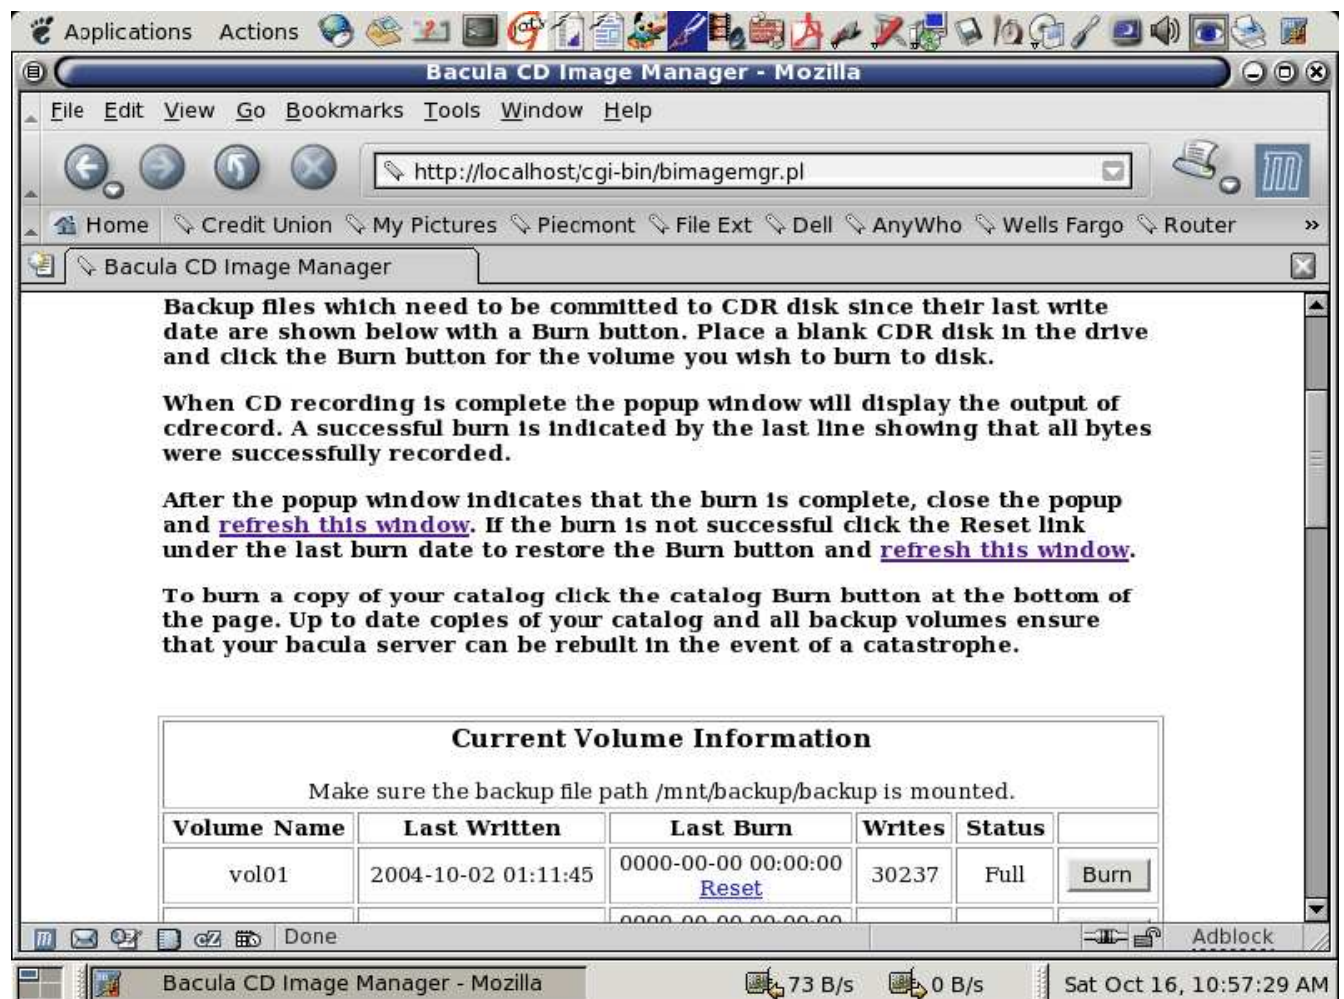 Applications Actions
Bacula CD Image Manager - Mozilla
File Edit View Go Bookmarks Tools Window Help
http://localhost/cgi-bin/bimagemgr.pl
Home Credit Union My Pictures Piecmont File Ext Dell AnyWho Wells Fargo Router »
Bacula CD Image Manager
Backup files which need to be committed to CDR disk since their last write
date are shown below with a Burn button. Place a blank CDR disk in the drive
and click the Burn button for the volume you wish to burn to disk.
When CD recording is complete the popup window will display the output of
cdrecord. A successful burn is indicated by the last line showing that all bytes
were successfully recorded.
After the popup window indicates that the burn is complete, close the popup
and refresh this window. If the burn is not successful click the Reset link
under the last burn date to restore the Burn button and refresh this window.
To burn a copy of your catalog click the catalog Burn button at the bottom of
the page. Up to date copies of your catalog and all backup volumes ensure
that your bacula server can be rebuilt in the event of a catastrophe.
Current Volume Information
Make sure the backup file path /mnt/backup/backup is mounted.
Volume Name Last Written Last Burn Writes Status
vol01 2004-10-02 01:11:45 0000-00-00 00:00:00 30237 Full Burn
Reset
0000-00-00 00:00:00
Done Adblock
Bacula CD Image Manager - Mozilla 73 B/s 0 B/s Sat Oct 16, 10:57:29 AM